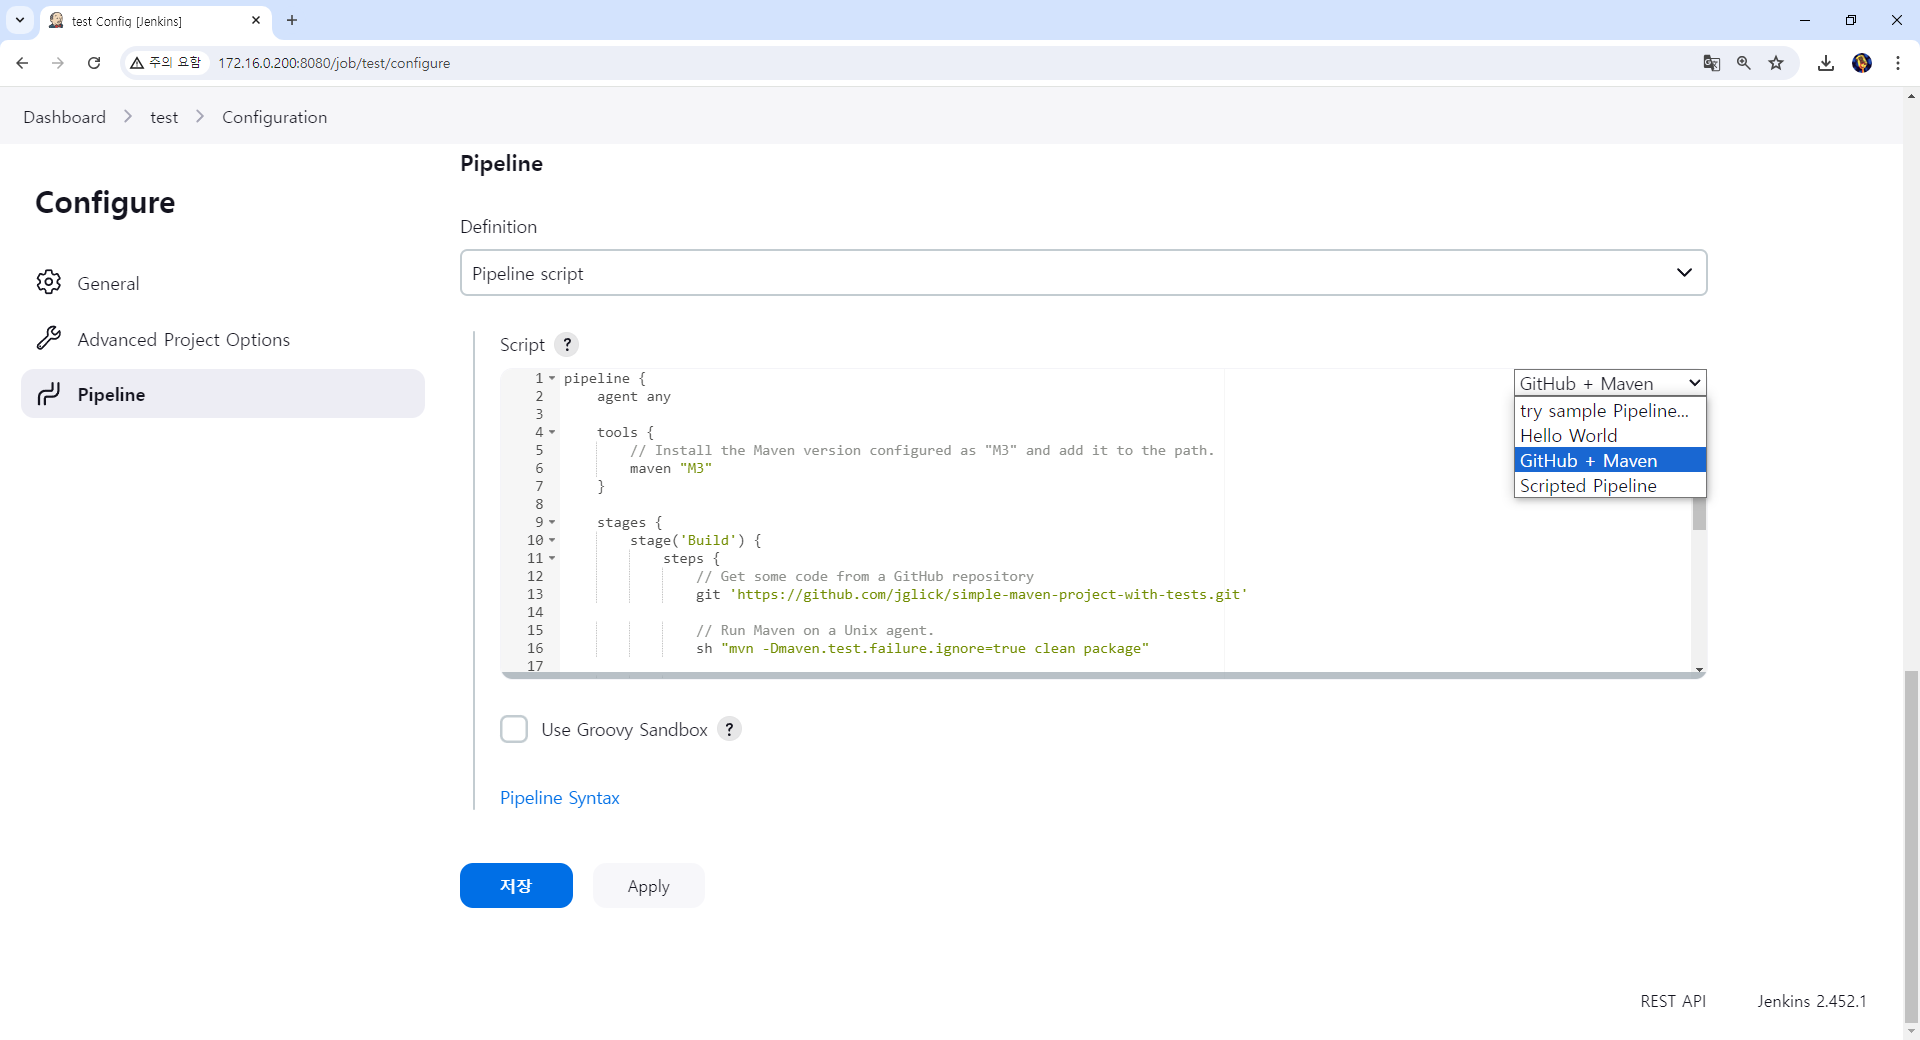 test Config [Jenkins]
주의 요함
172.16.0.200:8080/job/test/configure
Dashboard
test
Configuration
Configure
General
Advanced Project Options
Pipeline
Pipeline
Definition
Pipeline script
Script ?
1 pipeline {
2 agent any
3
4 tools {
5 // Install the Maven version configured as "M3" and add it to the path.
6 maven "M3"
7 }
8
9 stages {
10 stage('Build') {
11 steps {
12 // Get some code from a GitHub repository
13 git 'https://github.com/jglick/simple-maven-project-with-tests.git'
14
15 // Run Maven on a Unix agent.
16 sh "mvn -Dmaven.test.failure.ignore=true clean package"
17
GitHub + Maven
try sample Pipeline...
Hello World
GitHub + Maven
Scripted Pipeline
Use Groovy Sandbox ?
Pipeline Syntax
저장
Apply
REST API
Jenkins 2.452.1